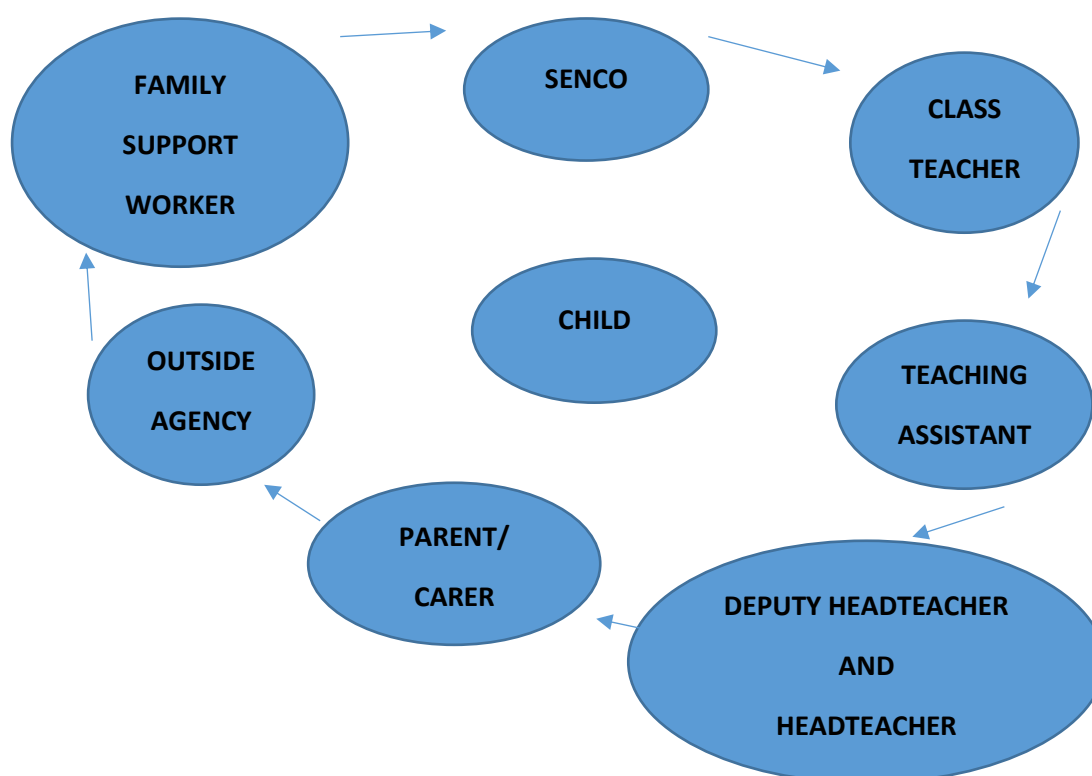 FAMILY
SUPPORT
WORKER
SENCO
CLASS
TEACHER
CHILD
OUTSIDE
AGENCY
TEACHING
ASSISTANT
PARENT/
CARER
DEPUTY HEADTEACHER
AND
HEADTEACHER